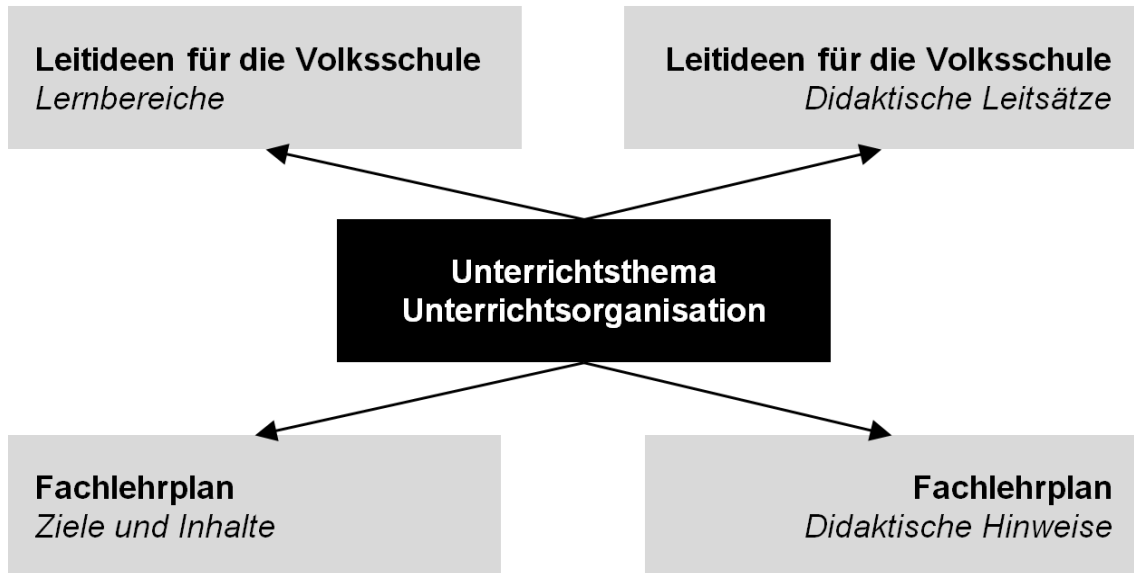 Leitideen für die Volksschule
Lernbereiche
Leitideen für die Volksschule
Didaktische Leitsätze
Unterrichtsthema
Unterrichtsorganisation
Fachlehrplan
Ziele und Inhalte
Fachlehrplan
Didaktische Hinweise